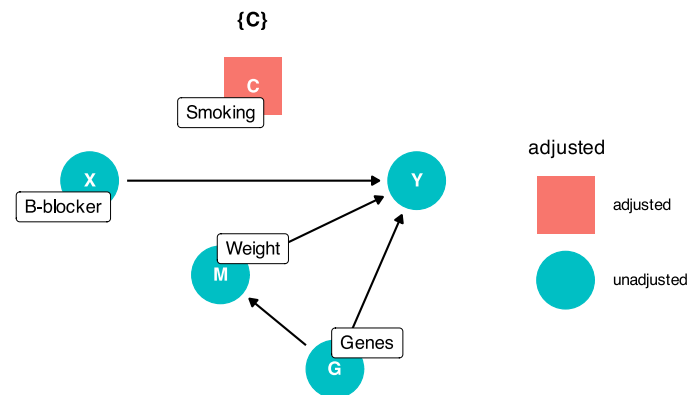 {C}
C
Smoking
X
B-blocker
Y
Weight
M
Genes
G
adjusted
adjusted
unadjusted